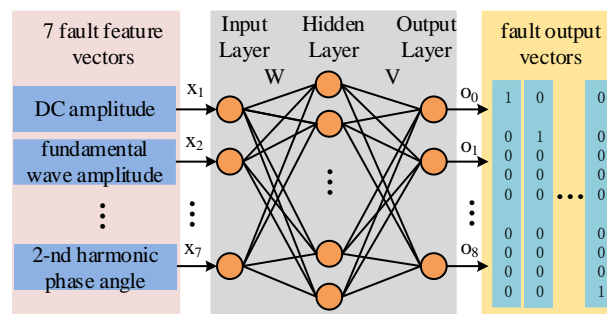 7 fault feature
vectors
DC amplitude
fundamental
wave amplitude
2-nd harmonic
phase angle
x1
x2
x7
Input
Layer
Hidden
Layer
Output
Layer
W
V
o0
o1
o8
fault output
vectors
1 0 0
0 1 0
0 0 0
0 0 0
0 0 0
0 0 0
0 0 0
0 0 0
0 0 1